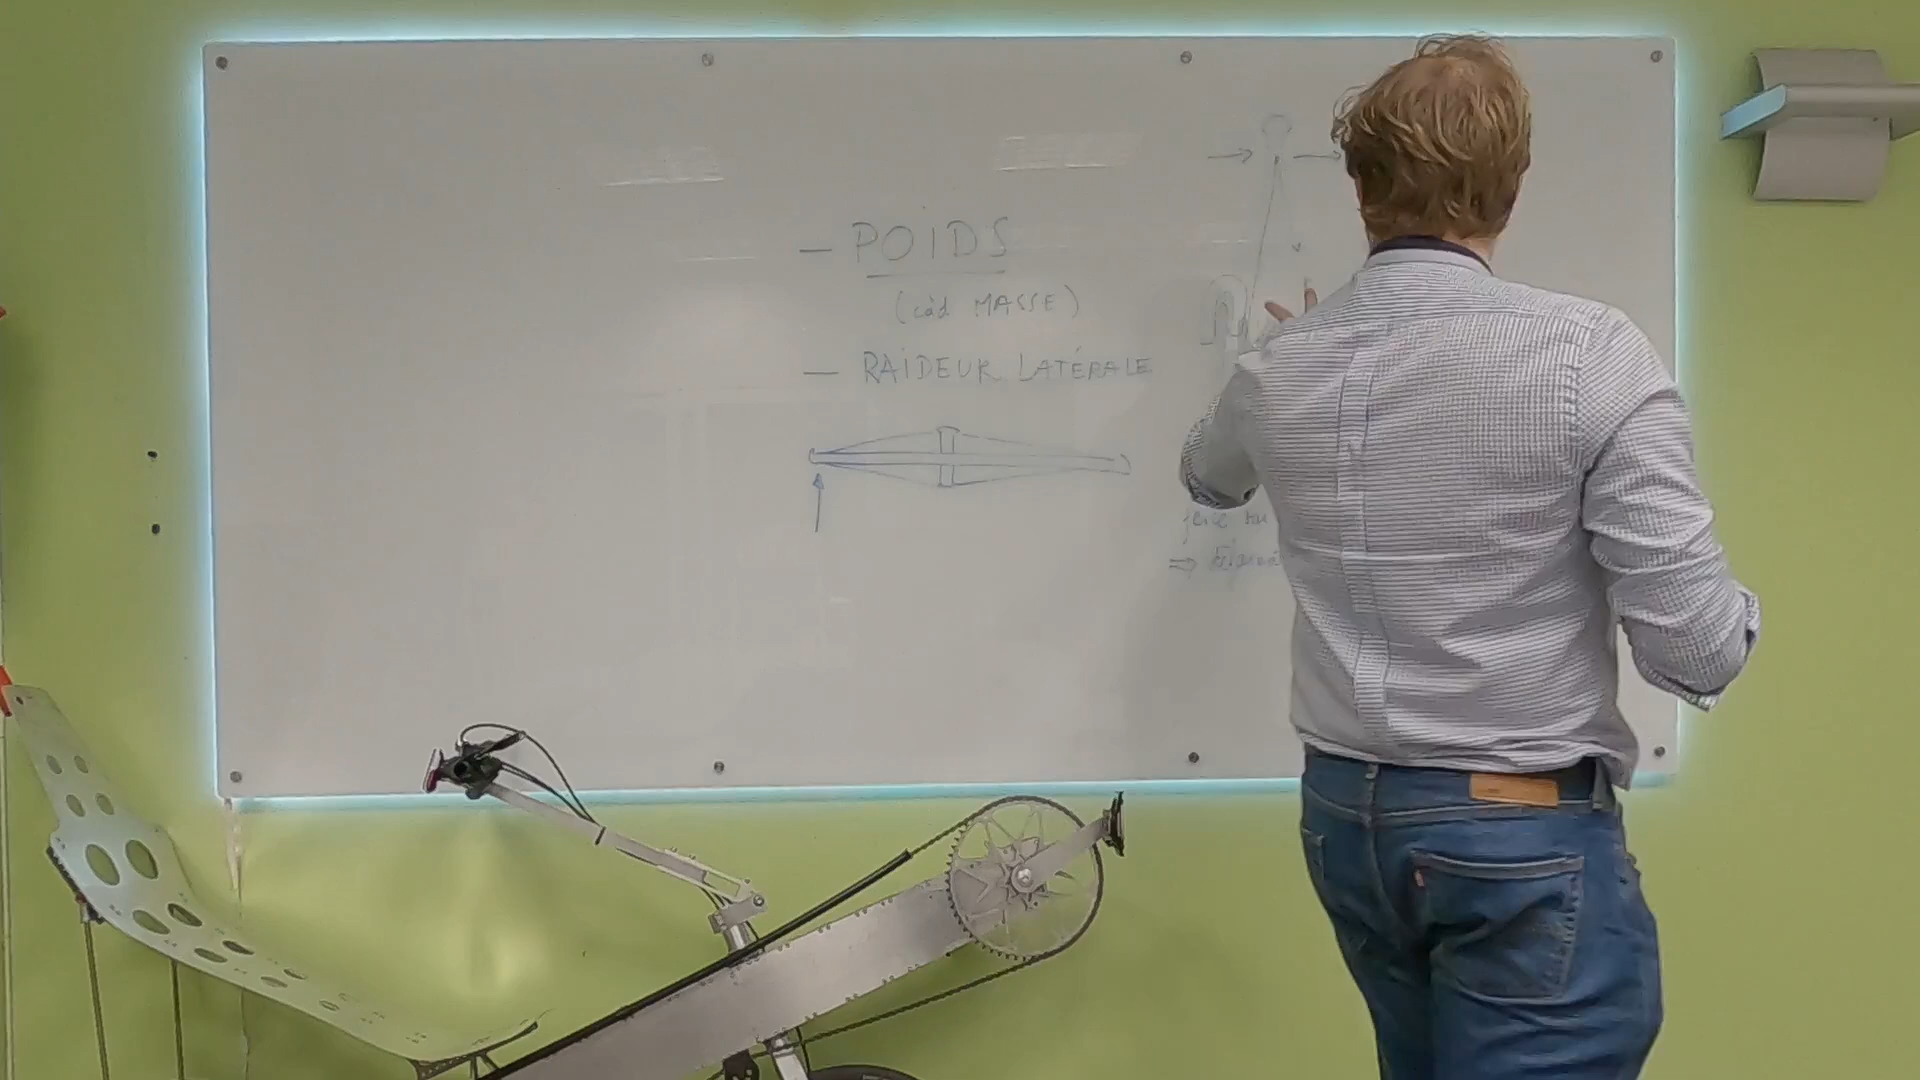 — POIDS
(càd MASSE)
— RAIDEUR LATÉRALE